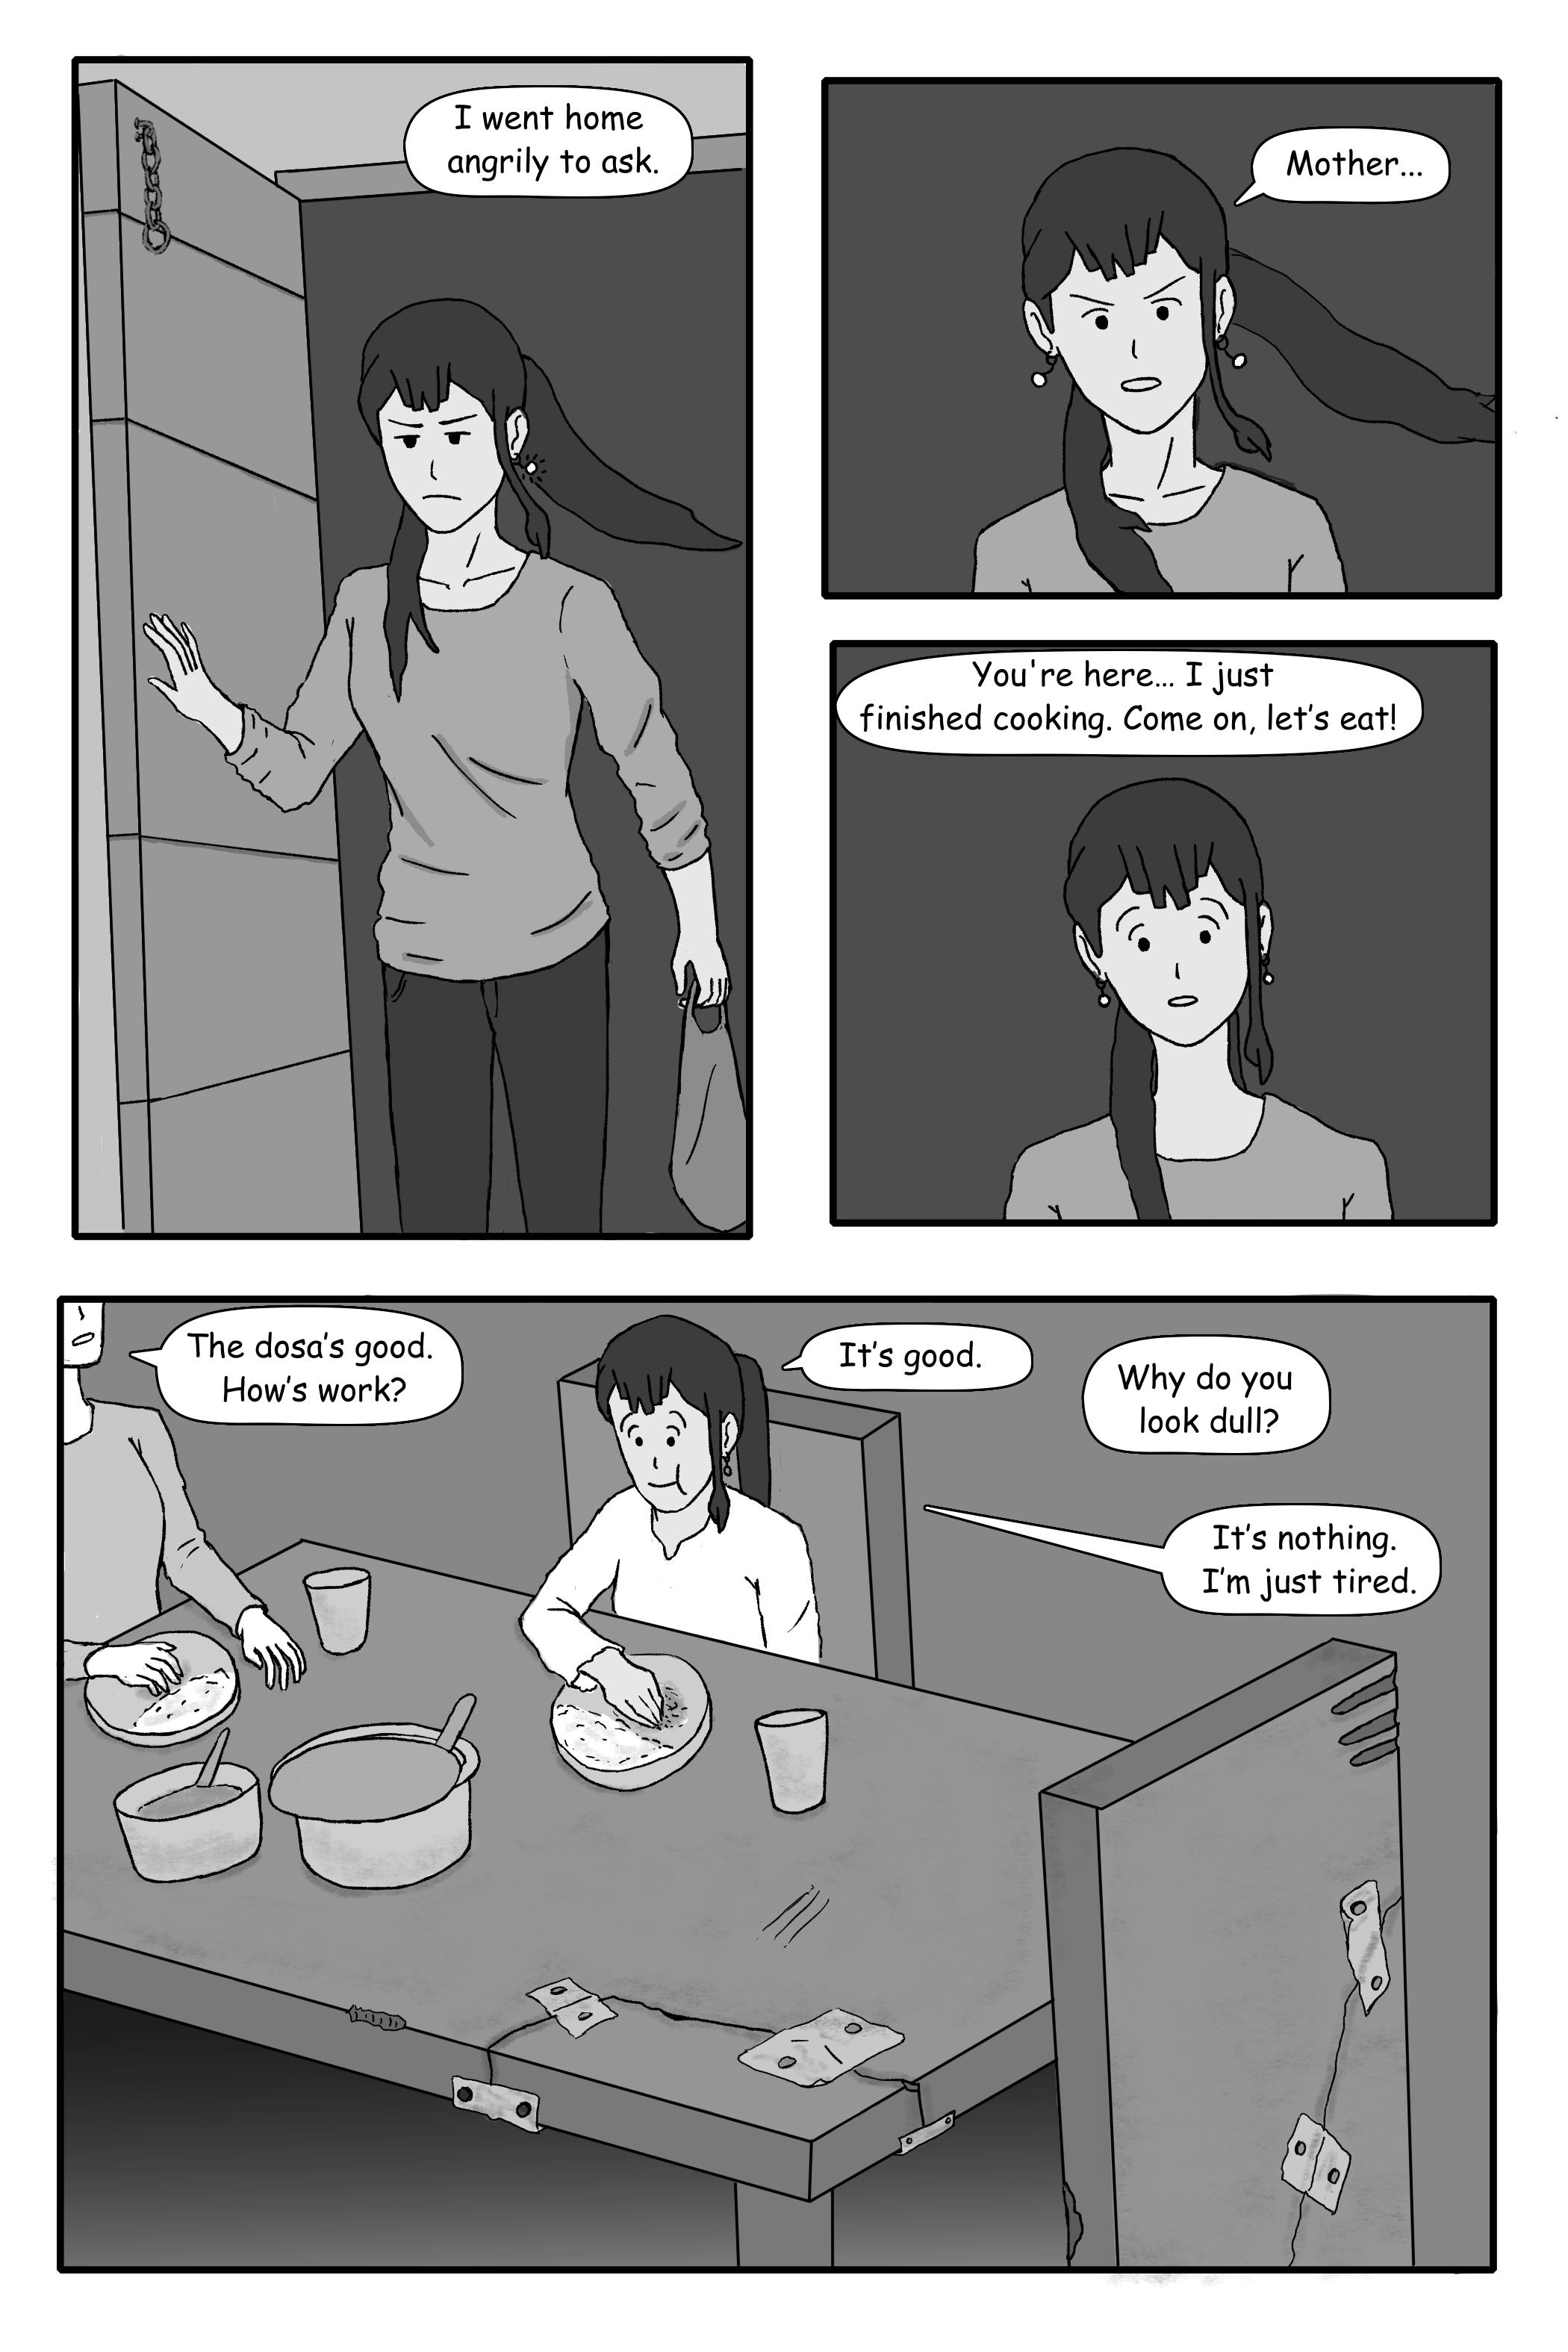 I went home
angrily to ask.
Mother...
You're here... I just
finished cooking. Come on, let's eat!
The dosa's good.
How's work?
It's good.
Why do you
look dull?
It's nothing.
I'm just tired.